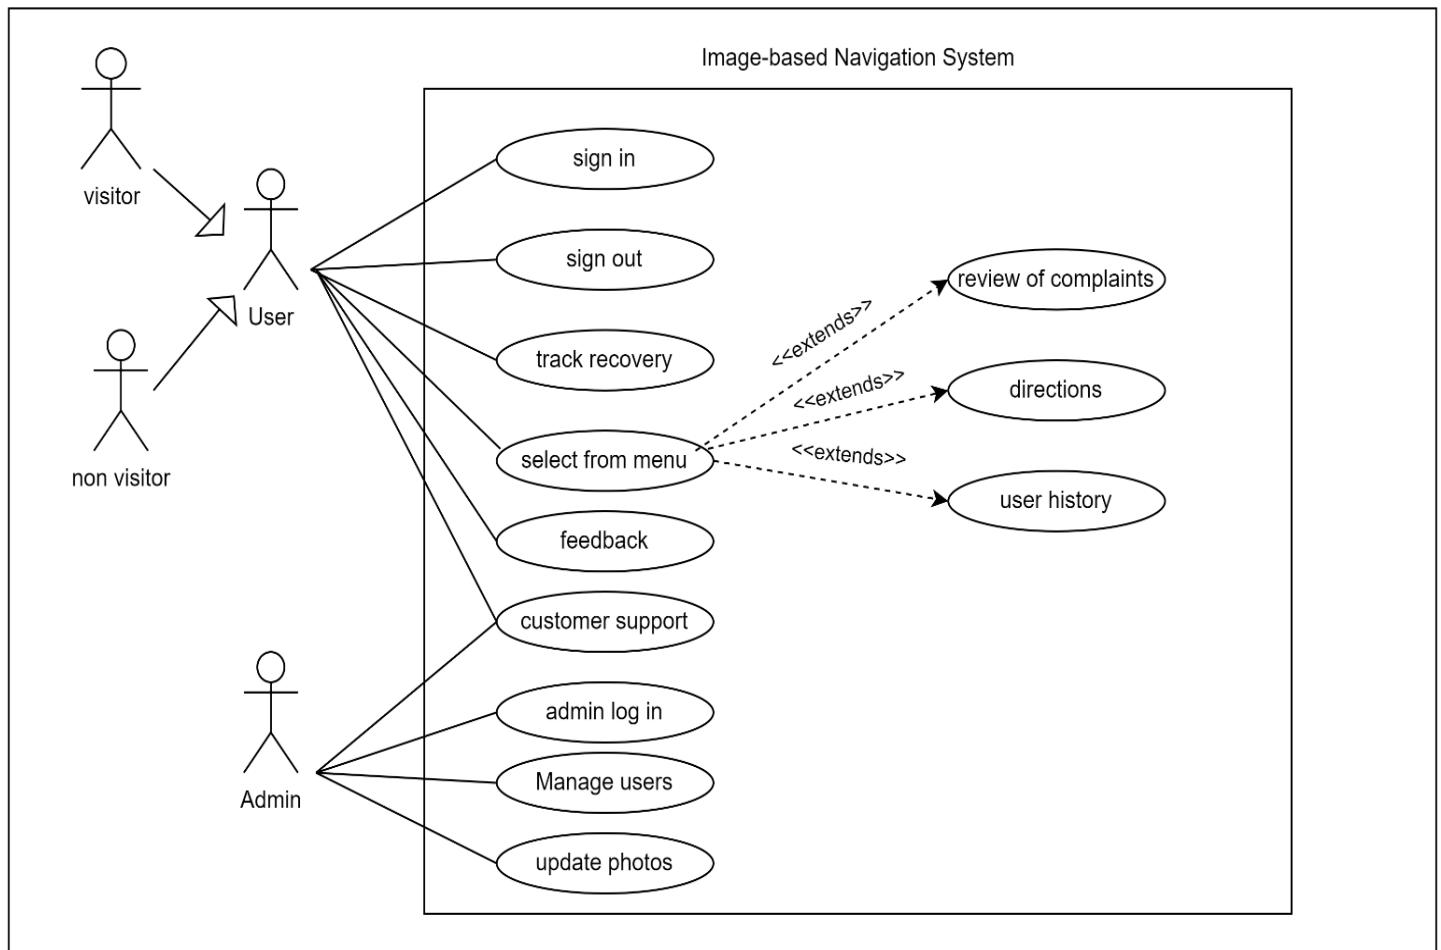 Image-based Navigation System
visitor
User
non visitor
Admin
sign in
sign out
track recovery
select from menu
feedback
customer support
admin log in
Manage users
update photos
<<extends>>
<<extends>>
<<extends>>
review of complaints
directions
user history